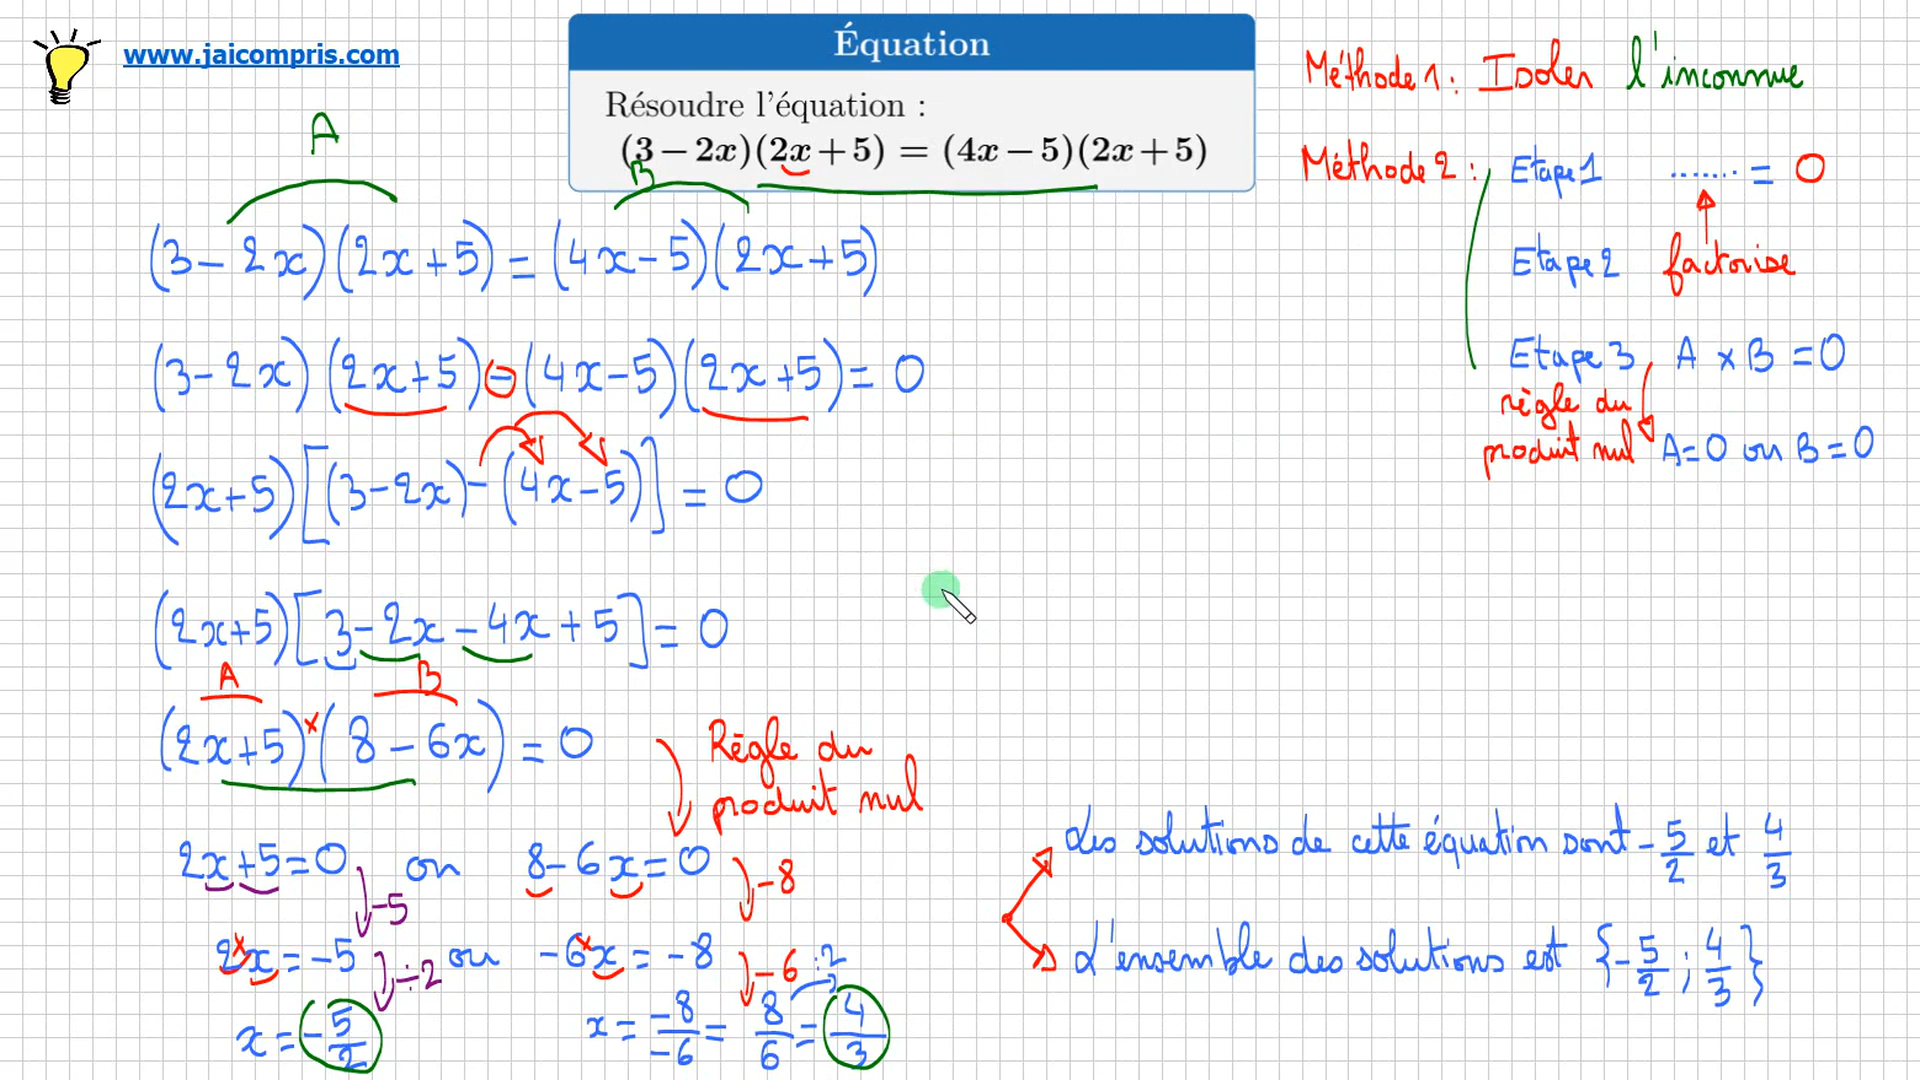 www.jaicompris.com
Équation
Résoudre l'équation :
(3 − 2x)(2x + 5) = (4x − 5)(2x + 5)
Méthode 1 : Isoler l'inconnue
Méthode 2 :
Etape 1 ....... = 0
Etape 2 factorise
Etape 3 A × B = 0
règle du
produit nul A = 0 ou B = 0
A
B
(3 − 2x)(2x + 5) = (4x − 5)(2x + 5)
(3 − 2x)(2x + 5) − (4x − 5)(2x + 5) = 0
(2x + 5)[(3 − 2x) − (4x − 5)] = 0
(2x + 5)[3 − 2x − 4x + 5] = 0
A B
(2x + 5) × (8 − 6x) = 0
Règle du
produit nul
2x + 5 = 0 ou 8 − 6x = 0
−5 −8
2 × x = −5 ou −6 × x = −8
÷2 −6 :2
x = −5/2 x = −8/−6 = 8/6 = 4/3
Les solutions de cette équation sont −5/2 et 4/3
L'ensemble des solutions est {−5/2 ; 4/3}